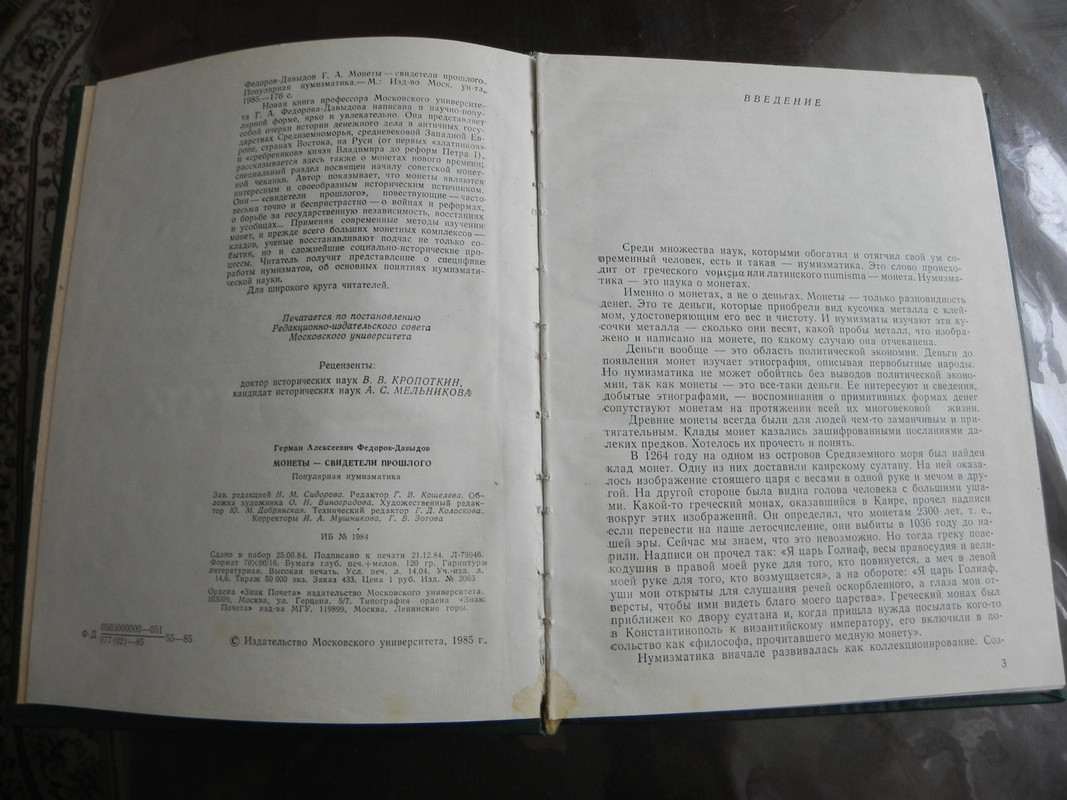 Федоров-Давыдов Г. А. Монеты — свидетели прошлого.
Популярная нумизматика.— М.: Изд-во Моск. ун-та,
1985.—176 с.
Новая книга профессора Московского университе-
та Г. А. Федорова-Давыдова написана в научно-попу-
лярной форме, ярко и увлекательно. Она представляет
собой очерки истории денежного дела в античных госу-
дарствах Средиземноморья, средневековой Западной Ев-
ропе, странах Востока, на Руси (от первых «златников»
и «сребреников» князя Владимира до реформ Петра I),
рассказывается здесь также о монетах нового времени;
специальный раздел посвящен началу советской монет-
ной чеканки. Автор показывает, что монеты являются
интересным и своеобразным историческим источником.
Они — «свидетели прошлого», повествующие — часто
весьма точно и беспристрастно — о войнах и реформах,
о борьбе за государственную независимость, восстаниях
и усобицах... Применяя современные методы изучения
монет, и прежде всего больших монетных комплексов —
кладов, ученые восстанавливают подчас не только со-
бытия, но и сложнейшие социально-исторические про-
цессы. Читатель получит представление о специфике
работы нумизматов, об основных понятиях нумизмати-
ческой науки.
Для широкого круга читателей.
Печатается по постановлению
Редакционно-издательского совета
Московского университета
Рецензенты:
доктор исторических наук В. В. КРОПОТКИН,
кандидат исторических наук А. С. МЕЛЬНИКОВА
Герман Алексеевич Федоров-Давыдов
МОНЕТЫ — СВИДЕТЕЛИ ПРОШЛОГО
Популярная нумизматика
Зав. редакцией Н. М. Сидорова. Редактор Г. В. Кошелева. Об-
ложка художника О. Н. Виноградова. Художественный редак-
тор Ю. М. Добрянская. Технический редактор Г. Д. Колоскова.
Корректоры И. А. Мушникова, Г. В. Зотова
ИБ № 1984
Сдано в набор 25.06.84. Подписано к печати 21.12.84. Л-79946.
Формат 70×90/16. Бумага глуб. печ.+мелов. 120 гр. Гарнитура
литературная. Высокая печать. Усл. печ. л. 14,04. Уч.-изд. л.
14,6. Тираж 50 000 экз. Заказ 433. Цена 1 руб. Изд. № 3063
Ордена «Знак Почета» издательство Московского университета.
103009, Москва, ул. Герцена, 5/7. Типография ордена «Знак
Почета» изд-ва МГУ. 119899, Москва, Ленинские горы.
Ф-Д 0503000000—051
077(02)—85 55—85
© Издательство Московского университета, 1985 г.
ВВЕДЕНИЕ
Среди множества наук, которыми обогатил и отягчил свой ум со-
временный человек, есть и такая — нумизматика. Это слово происхо-
дит от греческого νομιςμα или латинского numisma — монета. Нумизма-
тика — это наука о монетах.
Именно о монетах, а не о деньгах. Монеты — только разновидность
денег. Это те деньги, которые приобрели вид кусочка металла с клей-
мом, удостоверяющим его вес и чистоту. И нумизматы изучают эти ку-
сочки металла — сколько они весят, какой пробы металл, что изобра-
жено и написано на монете, по какому случаю она отчеканена.
Деньги вообще — это область политической экономии. Деньги до
появления монет изучает этнография, описывая первобытные народы.
Но нумизматика не может обойтись без выводов политической эконо-
мии, так как монеты — это все-таки деньги. Ее интересуют и сведения,
добытые этнографами, — воспоминания о примитивных формах денег
сопутствуют монетам на протяжении всей их многовековой жизни.
Древние монеты всегда были для людей чем-то заманчивым и при-
тягательным. Клады монет казались зашифрованными посланиями да-
леких предков. Хотелось их прочесть и понять.
В 1264 году на одном из островов Средиземного моря был найден
клад монет. Одну из них доставили каирскому султану. На ней оказа-
лось изображение стоящего царя с весами в одной руке и мечом в дру-
гой. На другой стороне была видна голова человека с большими уша-
ми. Какой-то греческий монах, оказавшийся в Каире, прочел надписи
вокруг этих изображений. Он определил, что монетам 2300 лет, т. е.,
если перевести на наше летосчисление, они выбиты в 1036 году до на-
шей эры. Сейчас мы знаем, что это невозможно. Но тогда греку пове-
рили. Надписи он прочел так: «Я царь Голиаф, весы правосудия и вели-
кодушия в правой моей руке для того, кто повинуется, а меч в левой
моей руке для того, кто возмущается», а на обороте: «Я царь Голиаф,
уши мои открыты для слушания речей оскорбленного, а глаза мои от-
версты, чтобы ими видеть благо моего царства». Греческий монах был
приближен ко двору султана и, когда пришла нужда посылать кого-то
в Константинополь к византийскому императору, его включили в по-
сольство как «философа, прочитавшего медную монету».
Нумизматика вначале развивалась как коллекционирование. Соз-
3